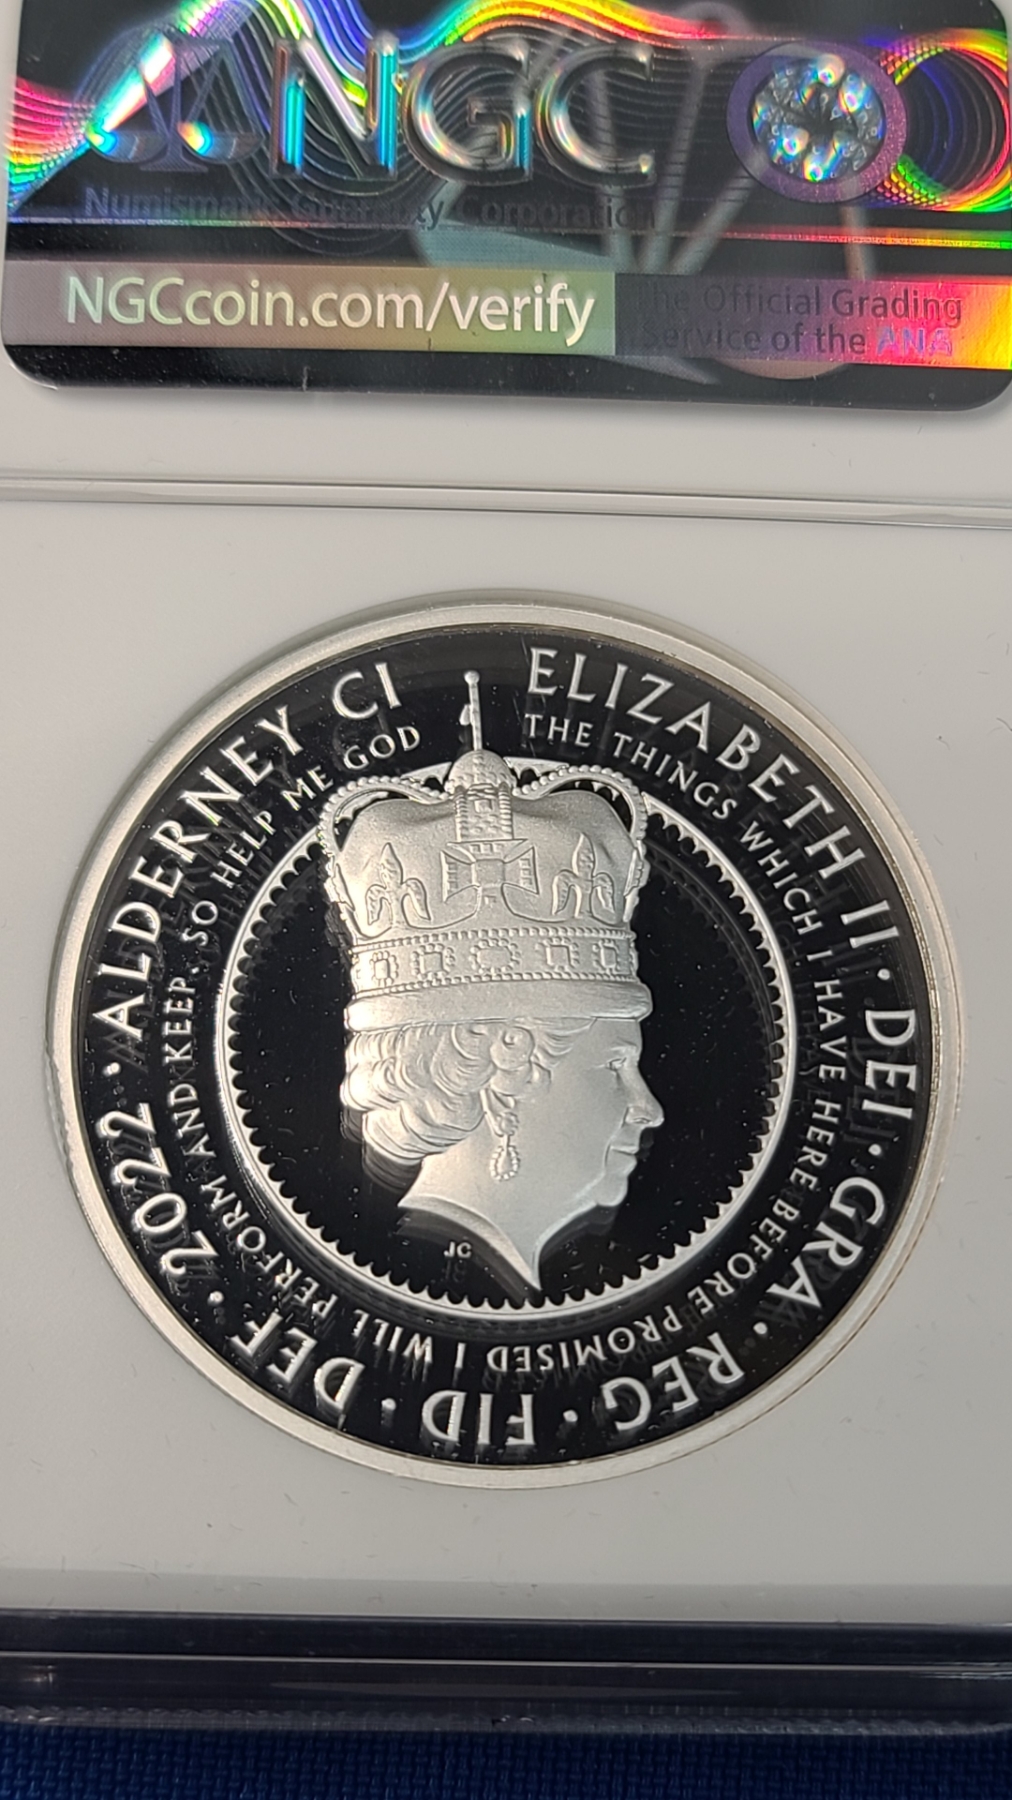 NGC
Numismatic Guaranty Corporation
NGCcoin.com/verify
The Official Grading
Service of the ANA
ELIZABETH II · DEI · GRA · REG · FID · DEF · 2022 · ALDERNEY CI
THE THINGS WHICH I HAVE HERE BEFORE PROMISED I WILL PERFORM AND KEEP. SO HELP ME GOD
JC